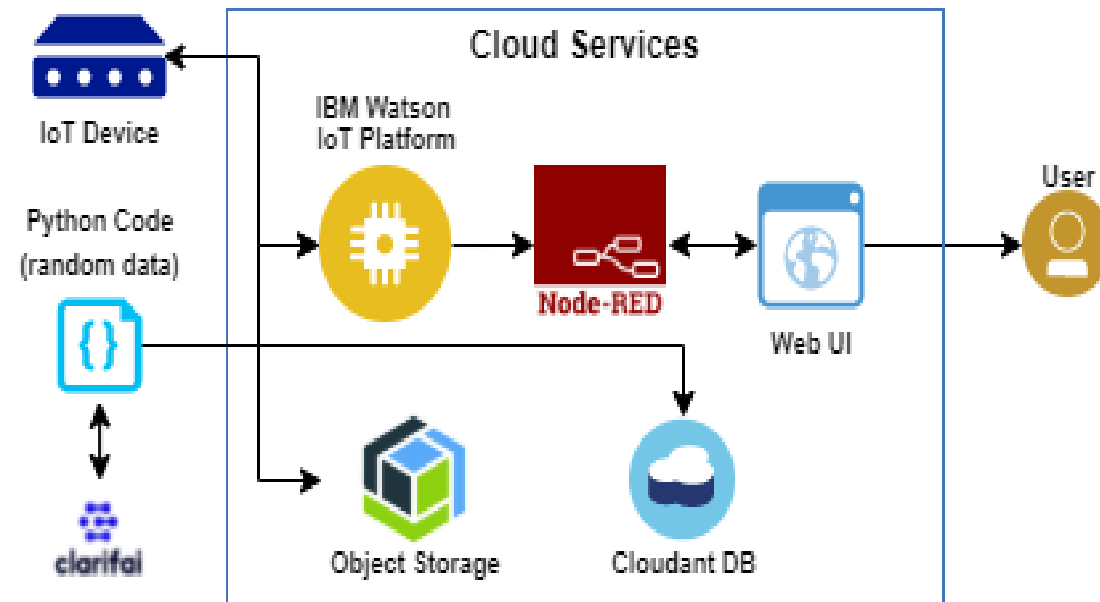 Cloud Services
IoT Device
IBM Watson
IoT Platform
User
Python Code
(random data)
{}
Node-RED
Web UI
clarifai
Object Storage
Cloudant DB